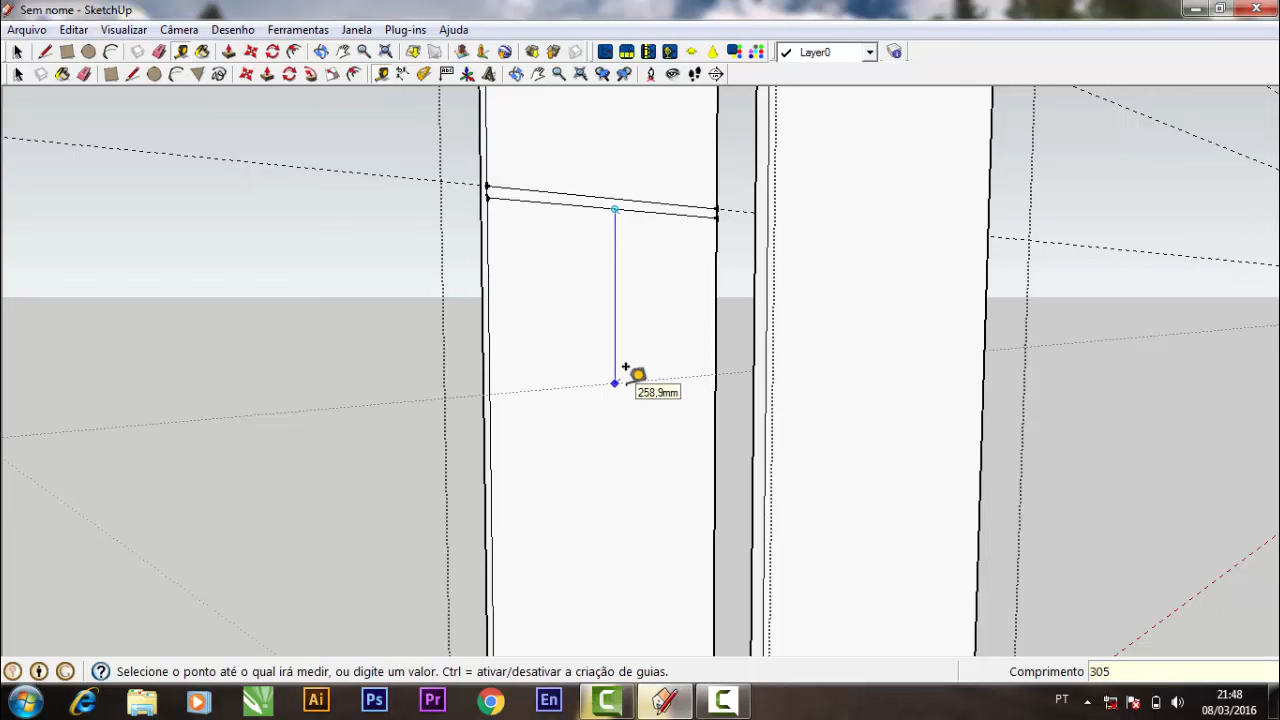 Sem nome - SketchUp
Arquivo Editar Visualizar Câmera Desenho Ferramentas Janela Plug-ins Ajuda
Layer0
258,9mm
Selecione o ponto até o qual irá medir, ou digite um valor. Ctrl = ativar/desativar a criação de guias.
Comprimento 305
Ai Ps Pr En
PT
21:48
08/03/2016